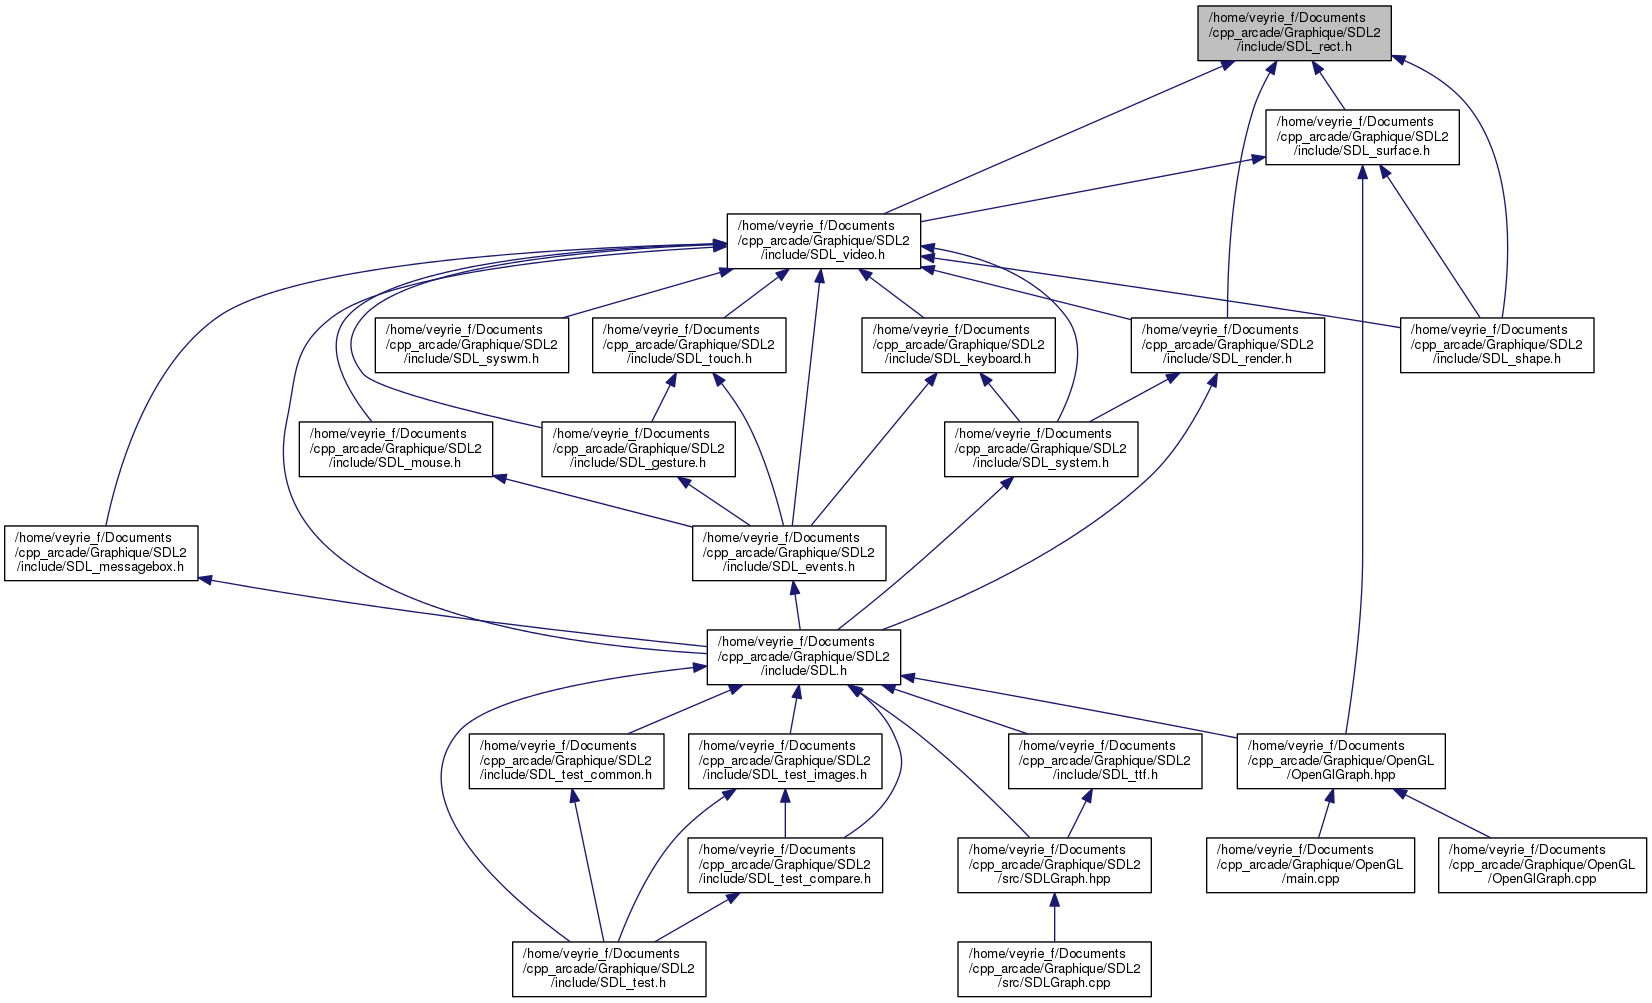 /home/veyrie_f/Documents
/cpp_arcade/Graphique/SDL2
/include/SDL_rect.h
/home/veyrie_f/Documents
/cpp_arcade/Graphique/SDL2
/include/SDL_surface.h
/home/veyrie_f/Documents
/cpp_arcade/Graphique/SDL2
/include/SDL_video.h
/home/veyrie_f/Documents
/cpp_arcade/Graphique/SDL2
/include/SDL_syswm.h
/home/veyrie_f/Documents
/cpp_arcade/Graphique/SDL2
/include/SDL_touch.h
/home/veyrie_f/Documents
/cpp_arcade/Graphique/SDL2
/include/SDL_keyboard.h
/home/veyrie_f/Documents
/cpp_arcade/Graphique/SDL2
/include/SDL_render.h
/home/veyrie_f/Documents
/cpp_arcade/Graphique/SDL2
/include/SDL_shape.h
/home/veyrie_f/Documents
/cpp_arcade/Graphique/SDL2
/include/SDL_mouse.h
/home/veyrie_f/Documents
/cpp_arcade/Graphique/SDL2
/include/SDL_gesture.h
/home/veyrie_f/Documents
/cpp_arcade/Graphique/SDL2
/include/SDL_system.h
/home/veyrie_f/Documents
/cpp_arcade/Graphique/SDL2
/include/SDL_messagebox.h
/home/veyrie_f/Documents
/cpp_arcade/Graphique/SDL2
/include/SDL_events.h
/home/veyrie_f/Documents
/cpp_arcade/Graphique/SDL2
/include/SDL.h
/home/veyrie_f/Documents
/cpp_arcade/Graphique/SDL2
/include/SDL_test_common.h
/home/veyrie_f/Documents
/cpp_arcade/Graphique/SDL2
/include/SDL_test_images.h
/home/veyrie_f/Documents
/cpp_arcade/Graphique/SDL2
/include/SDL_ttf.h
/home/veyrie_f/Documents
/cpp_arcade/Graphique/OpenGL
/OpenGlGraph.hpp
/home/veyrie_f/Documents
/cpp_arcade/Graphique/SDL2
/include/SDL_test_compare.h
/home/veyrie_f/Documents
/cpp_arcade/Graphique/SDL2
/src/SDLGraph.hpp
/home/veyrie_f/Documents
/cpp_arcade/Graphique/OpenGL
/main.cpp
/home/veyrie_f/Documents
/cpp_arcade/Graphique/OpenGL
/OpenGlGraph.cpp
/home/veyrie_f/Documents
/cpp_arcade/Graphique/SDL2
/include/SDL_test.h
/home/veyrie_f/Documents
/cpp_arcade/Graphique/SDL2
/src/SDLGraph.cpp